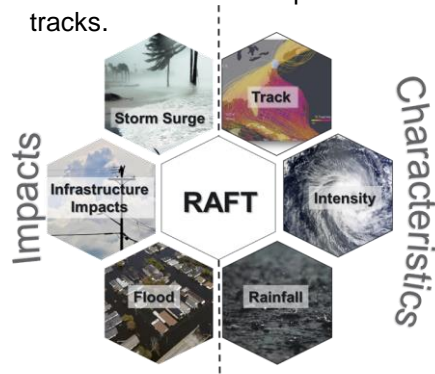 tracks.
Storm Surge
Track
Impacts
Infrastructure
Impacts
RAFT
Intensity
Characteristics
Flood
Rainfall